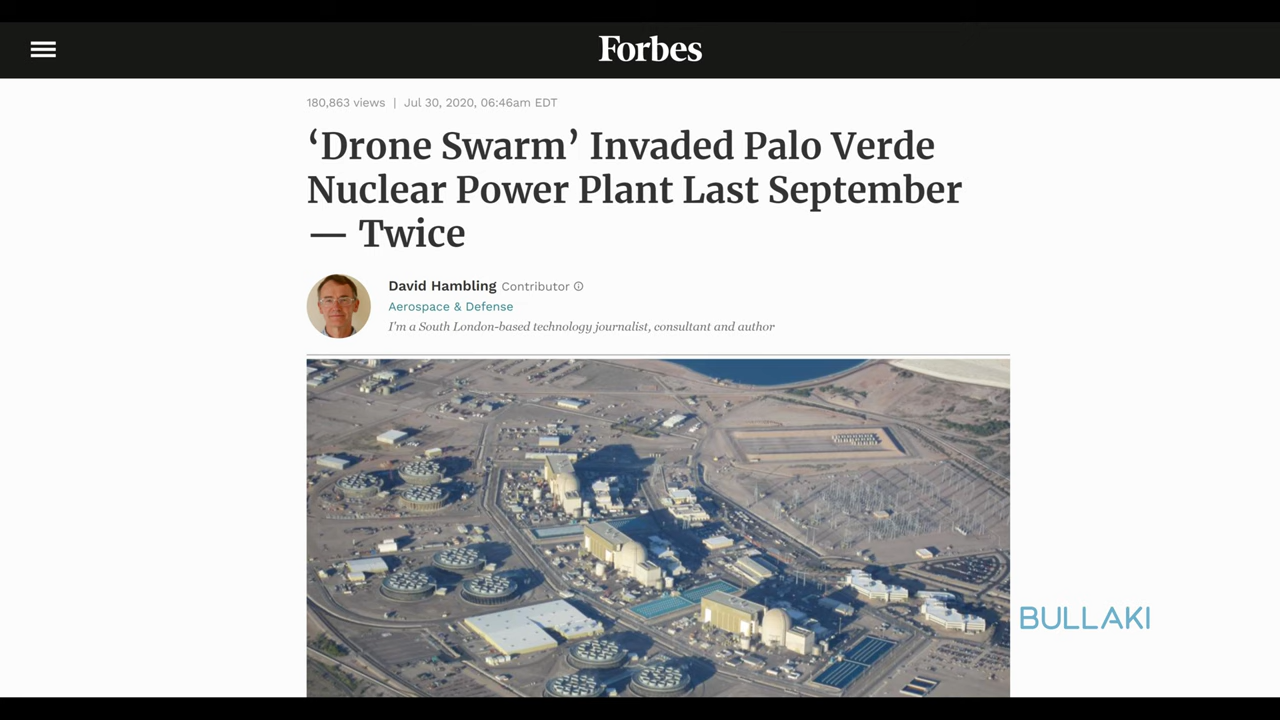 Forbes
180,863 views | Jul 30, 2020, 06:46am EDT
‘Drone Swarm’ Invaded Palo Verde
Nuclear Power Plant Last September
— Twice
David Hambling Contributor
Aerospace & Defense
I'm a South London-based technology journalist, consultant and author
BULLAKI